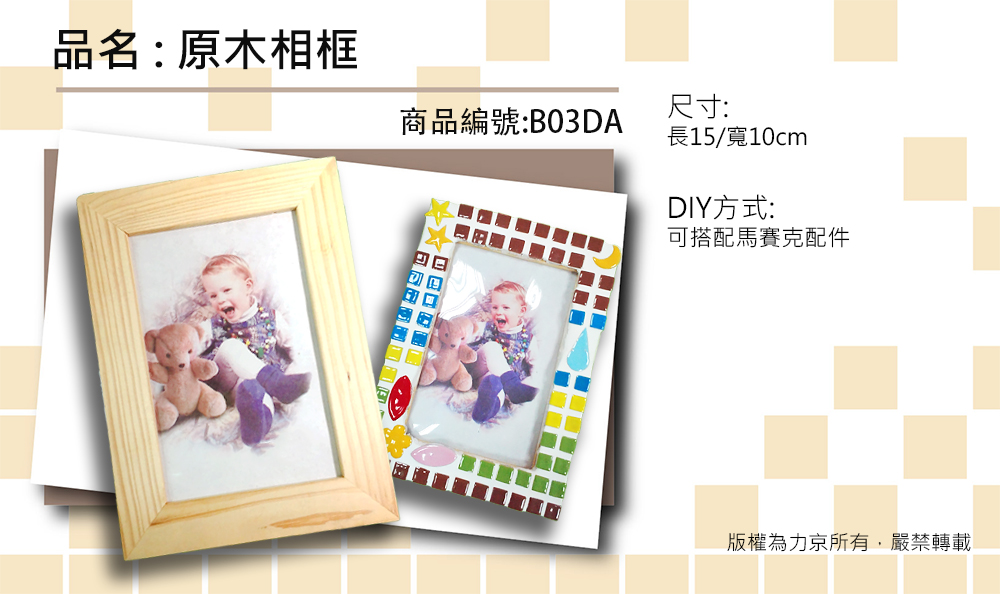 品名 : 原木相框
商品編號:B03DA
尺寸:
長15/寬10cm
DIY方式:
可搭配馬賽克配件
版權為力京所有，嚴禁轉載